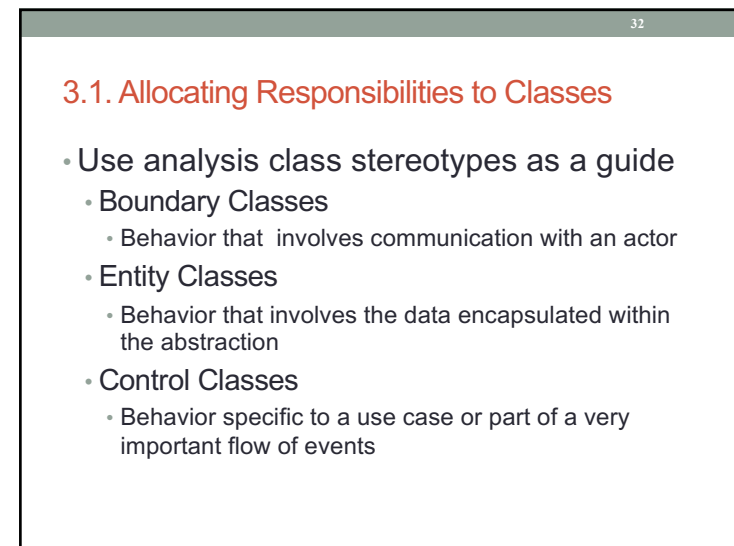 32
3.1. Allocating Responsibilities to Classes
• Use analysis class stereotypes as a guide
• Boundary Classes
• Behavior that involves communication with an actor
• Entity Classes
• Behavior that involves the data encapsulated within
the abstraction
• Control Classes
• Behavior specific to a use case or part of a very
important flow of events